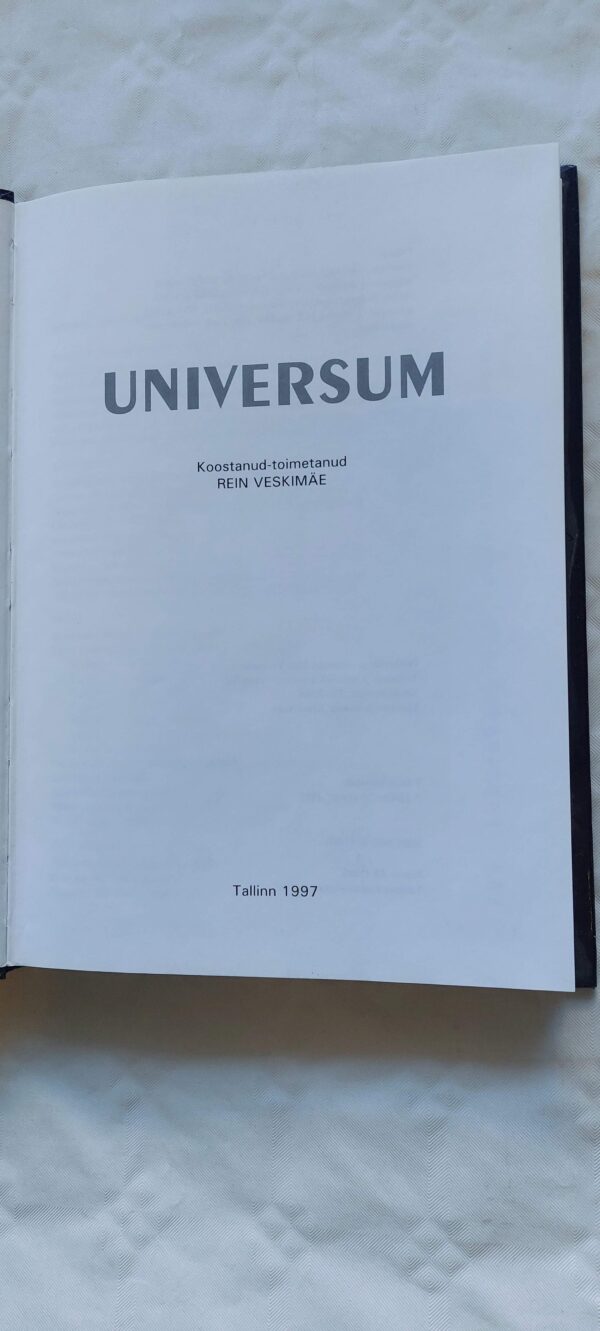 UNIVERSUM
Koostanud-toimetanud
REIN VESKIMÄE
Tallinn 1997